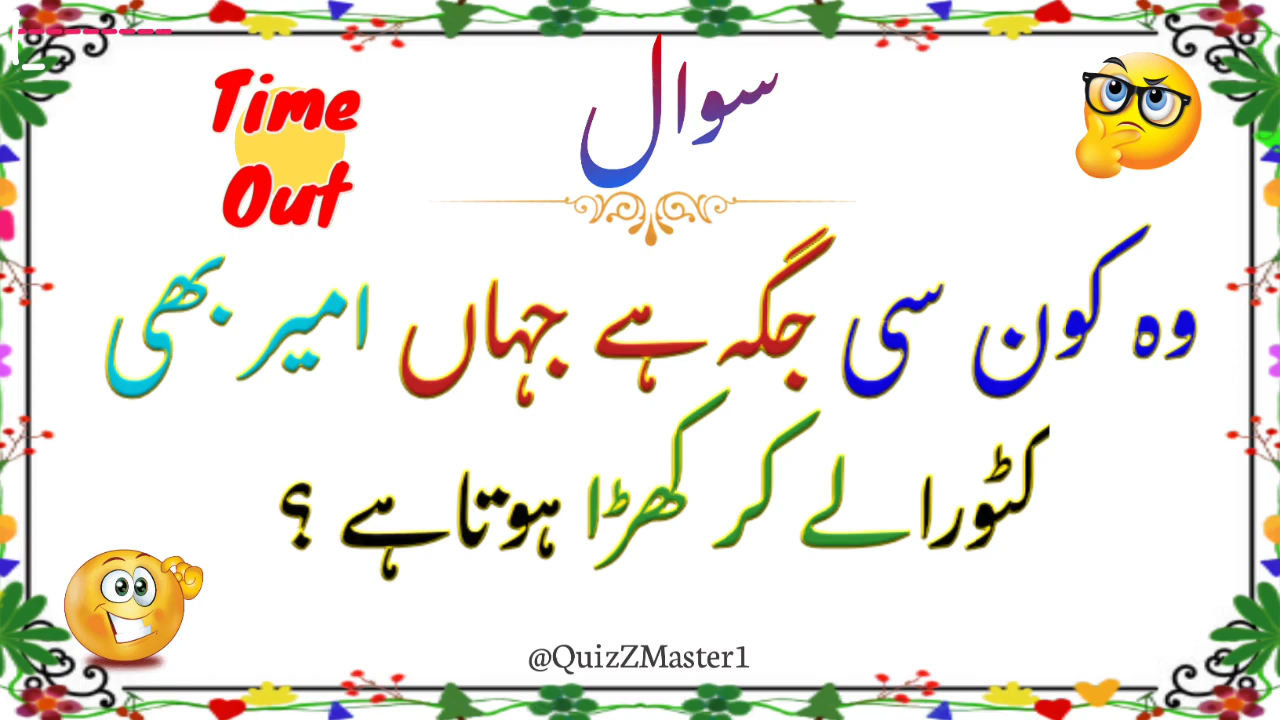 Time
Out
سوال
وہ کون سی جگہ ہے جہاں امیر بھی
کٹورا لے کر کھڑا ہوتا ہے ؟
@QuizZMaster1